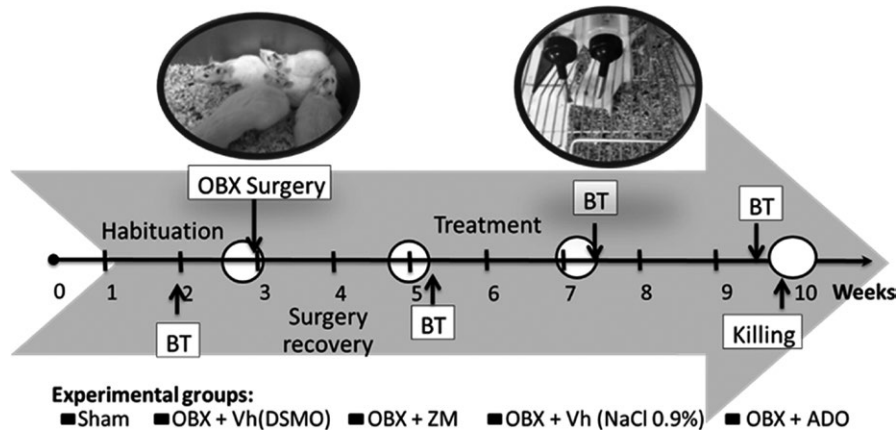 OBX Surgery
BT
BT
Habituation
Treatment
0 1 2 3 4 5 6 7 8 9 10 Weeks
BT
Surgery
recovery
BT
Killing
Experimental groups:
Sham OBX + Vh(DSMO) OBX + ZM OBX + Vh (NaCl 0.9%) OBX + ADO